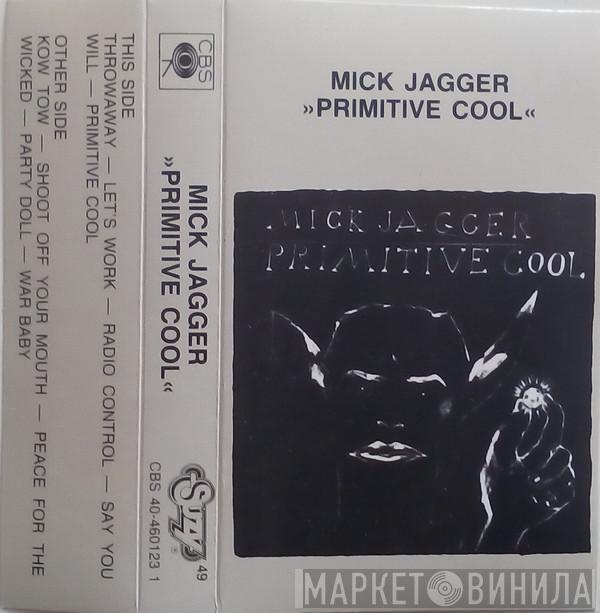 MICK JAGGER
»PRIMITIVE COOL«
MICK JAGGER
PRIMITIVE COOL
CBS
MICK JAGGER
»PRIMITIVE COOL«
49
CBS 40-460123 1
THIS SIDE
THROWAWAY — LET'S WORK — RADIO CONTROL — SAY YOU
WILL — PRIMITIVE COOL
OTHER SIDE
KOW TOW — SHOOT OFF YOUR MOUTH — PEACE FOR THE
WICKED — PARTY DOLL — WAR BABY
МАРКЕТ ВИНИЛА